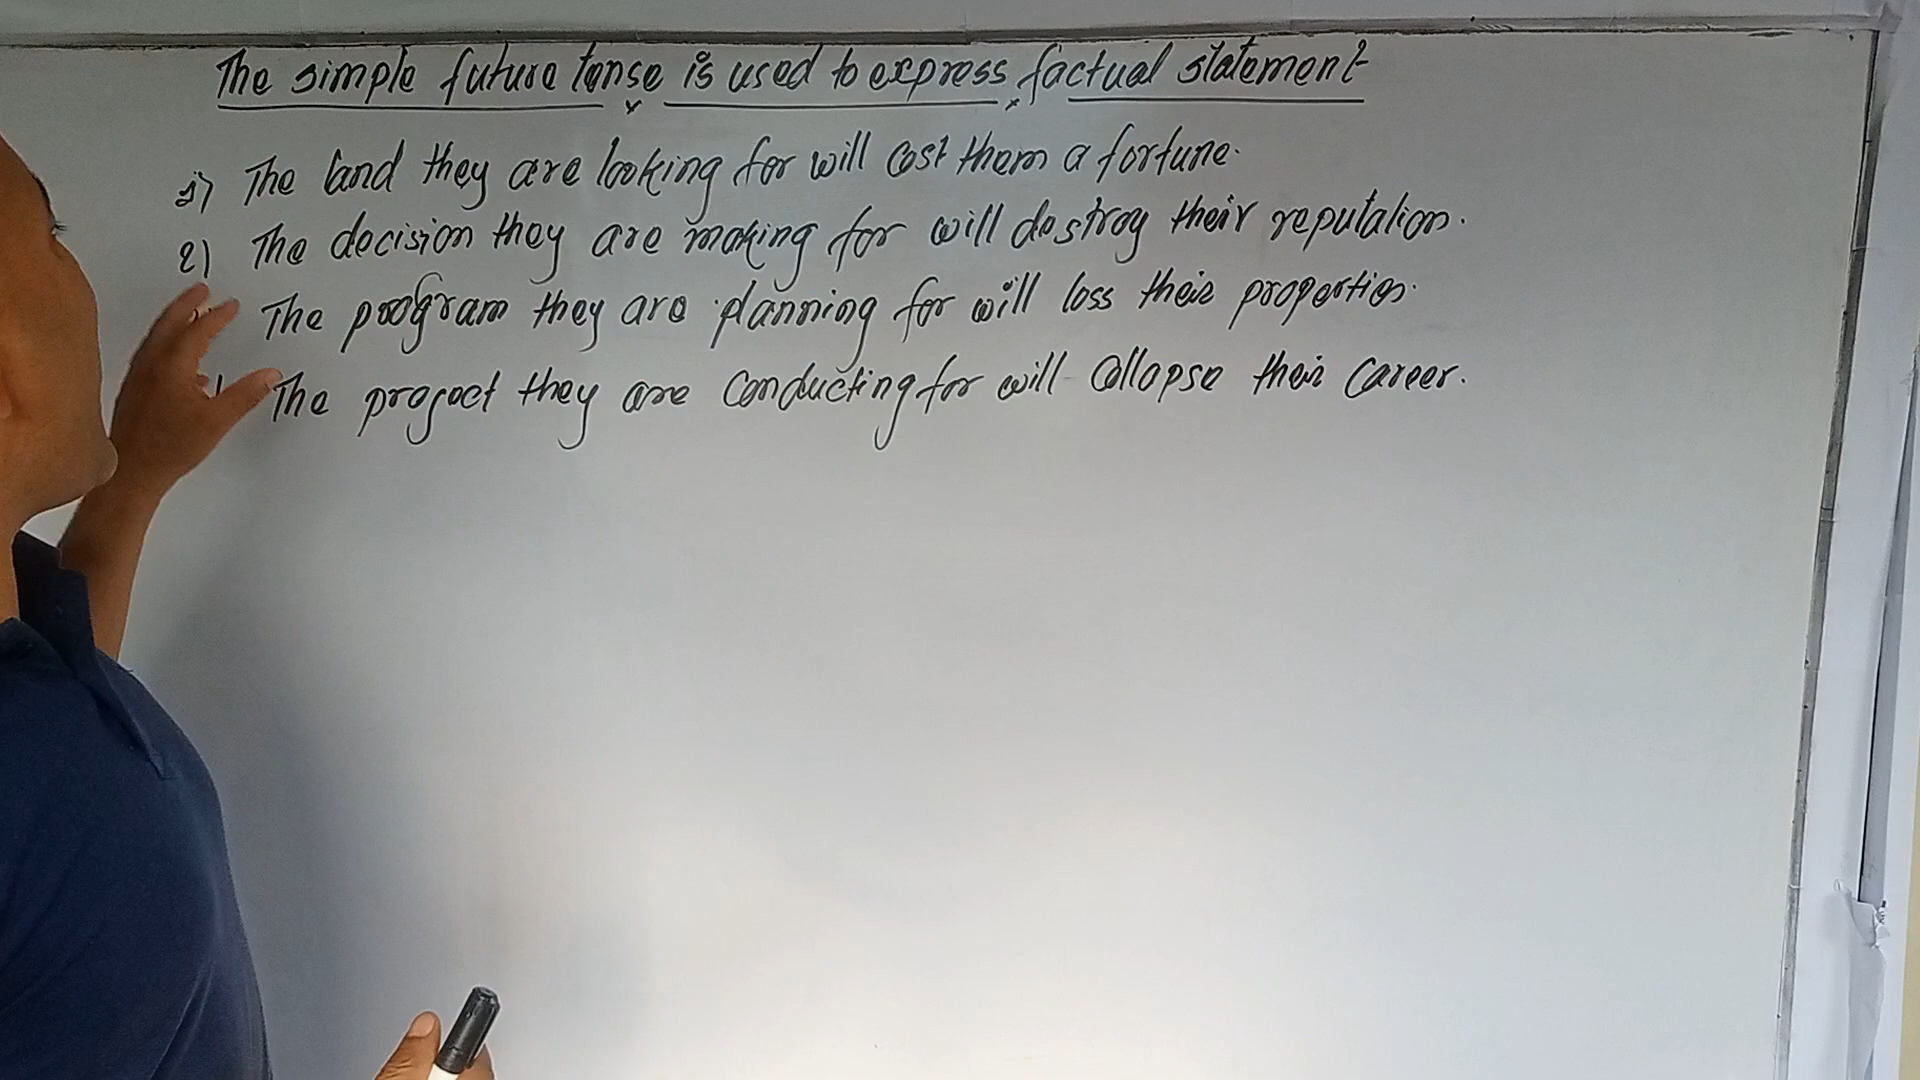 The simple future tense is used to express factual statement
1) The land they are looking for will cost them a fortune.
2) The decision they are making for will destroy their reputation.
The program they are planning for will loss their properties.
The project they are conducting for will collapse their career.